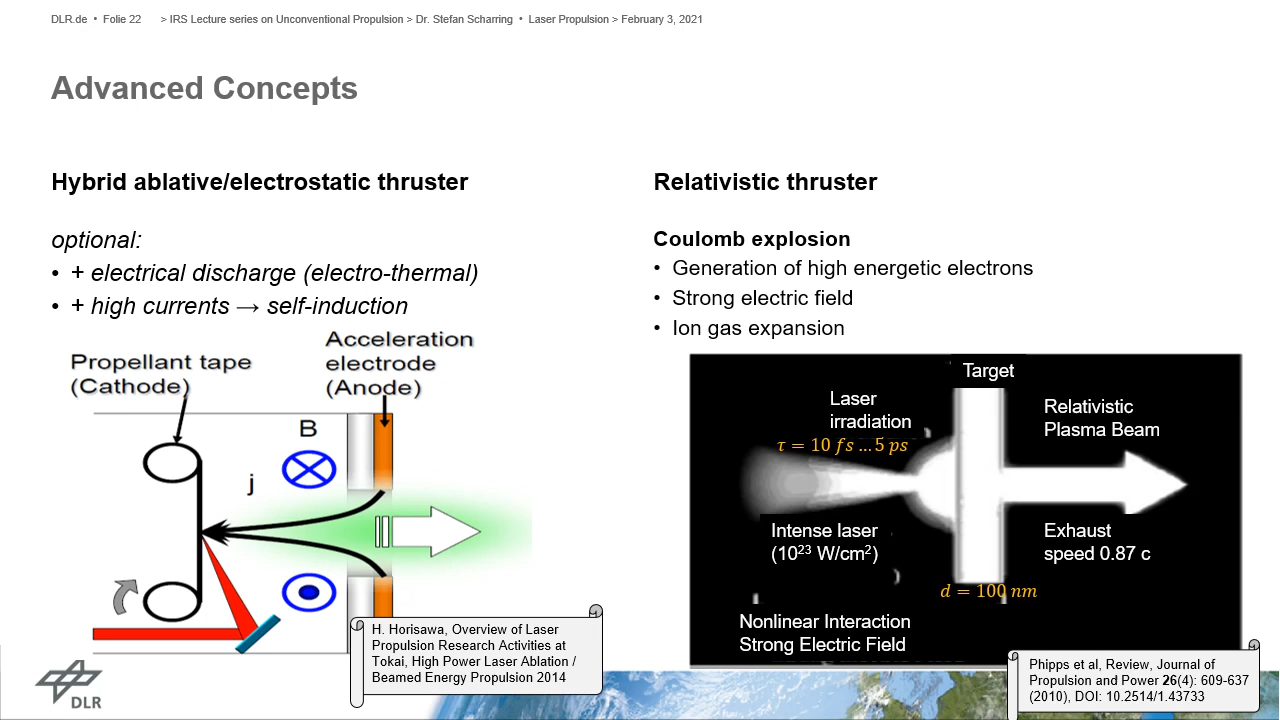 DLR.de • Folie 22 > IRS Lecture series on Unconventional Propulsion > Dr. Stefan Scharring • Laser Propulsion > February 3, 2021
Advanced Concepts
Hybrid ablative/electrostatic thruster
optional:
• + electrical discharge (electro-thermal)
• + high currents → self-induction
Propellant tape
(Cathode)
Acceleration
electrode
(Anode)
B
j
H. Horisawa, Overview of Laser
Propulsion Research Activities at
Tokai, High Power Laser Ablation /
Beamed Energy Propulsion 2014
Relativistic thruster
Coulomb explosion
• Generation of high energetic electrons
• Strong electric field
• Ion gas expansion
Target
Laser
irradiation
τ = 10 fs … 5 ps
Relativistic
Plasma Beam
Intense laser
(10²³ W/cm²)
Exhaust
speed 0.87 c
d = 100 nm
Nonlinear Interaction
Strong Electric Field
Phipps et al, Review, Journal of
Propulsion and Power 26(4): 609-637
(2010), DOI: 10.2514/1.43733
DLR